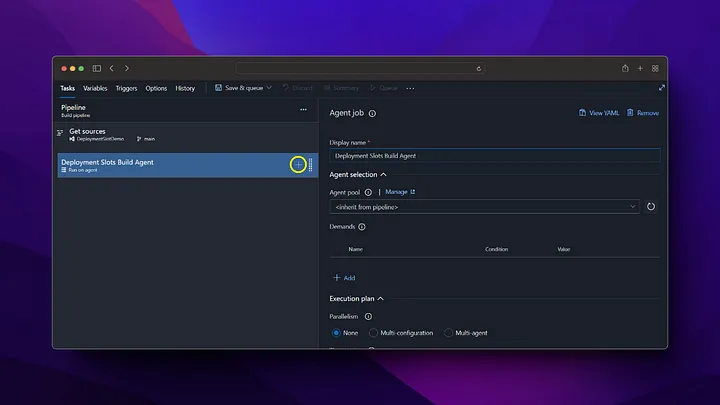 Tasks Variables Triggers Options History Save & queue Discard Summary Queue ...
Pipeline
Build pipeline
...
Get sources
DeploymentSlotDemo main
Deployment Slots Build Agent
Run on agent
Agent job View YAML Remove
Display name *
Deployment Slots Build Agent
Agent selection
Agent pool | Manage
<inherit from pipeline>
Demands
Name Condition Value
Add
Execution plan
Parallelism
None Multi-configuration Multi-agent